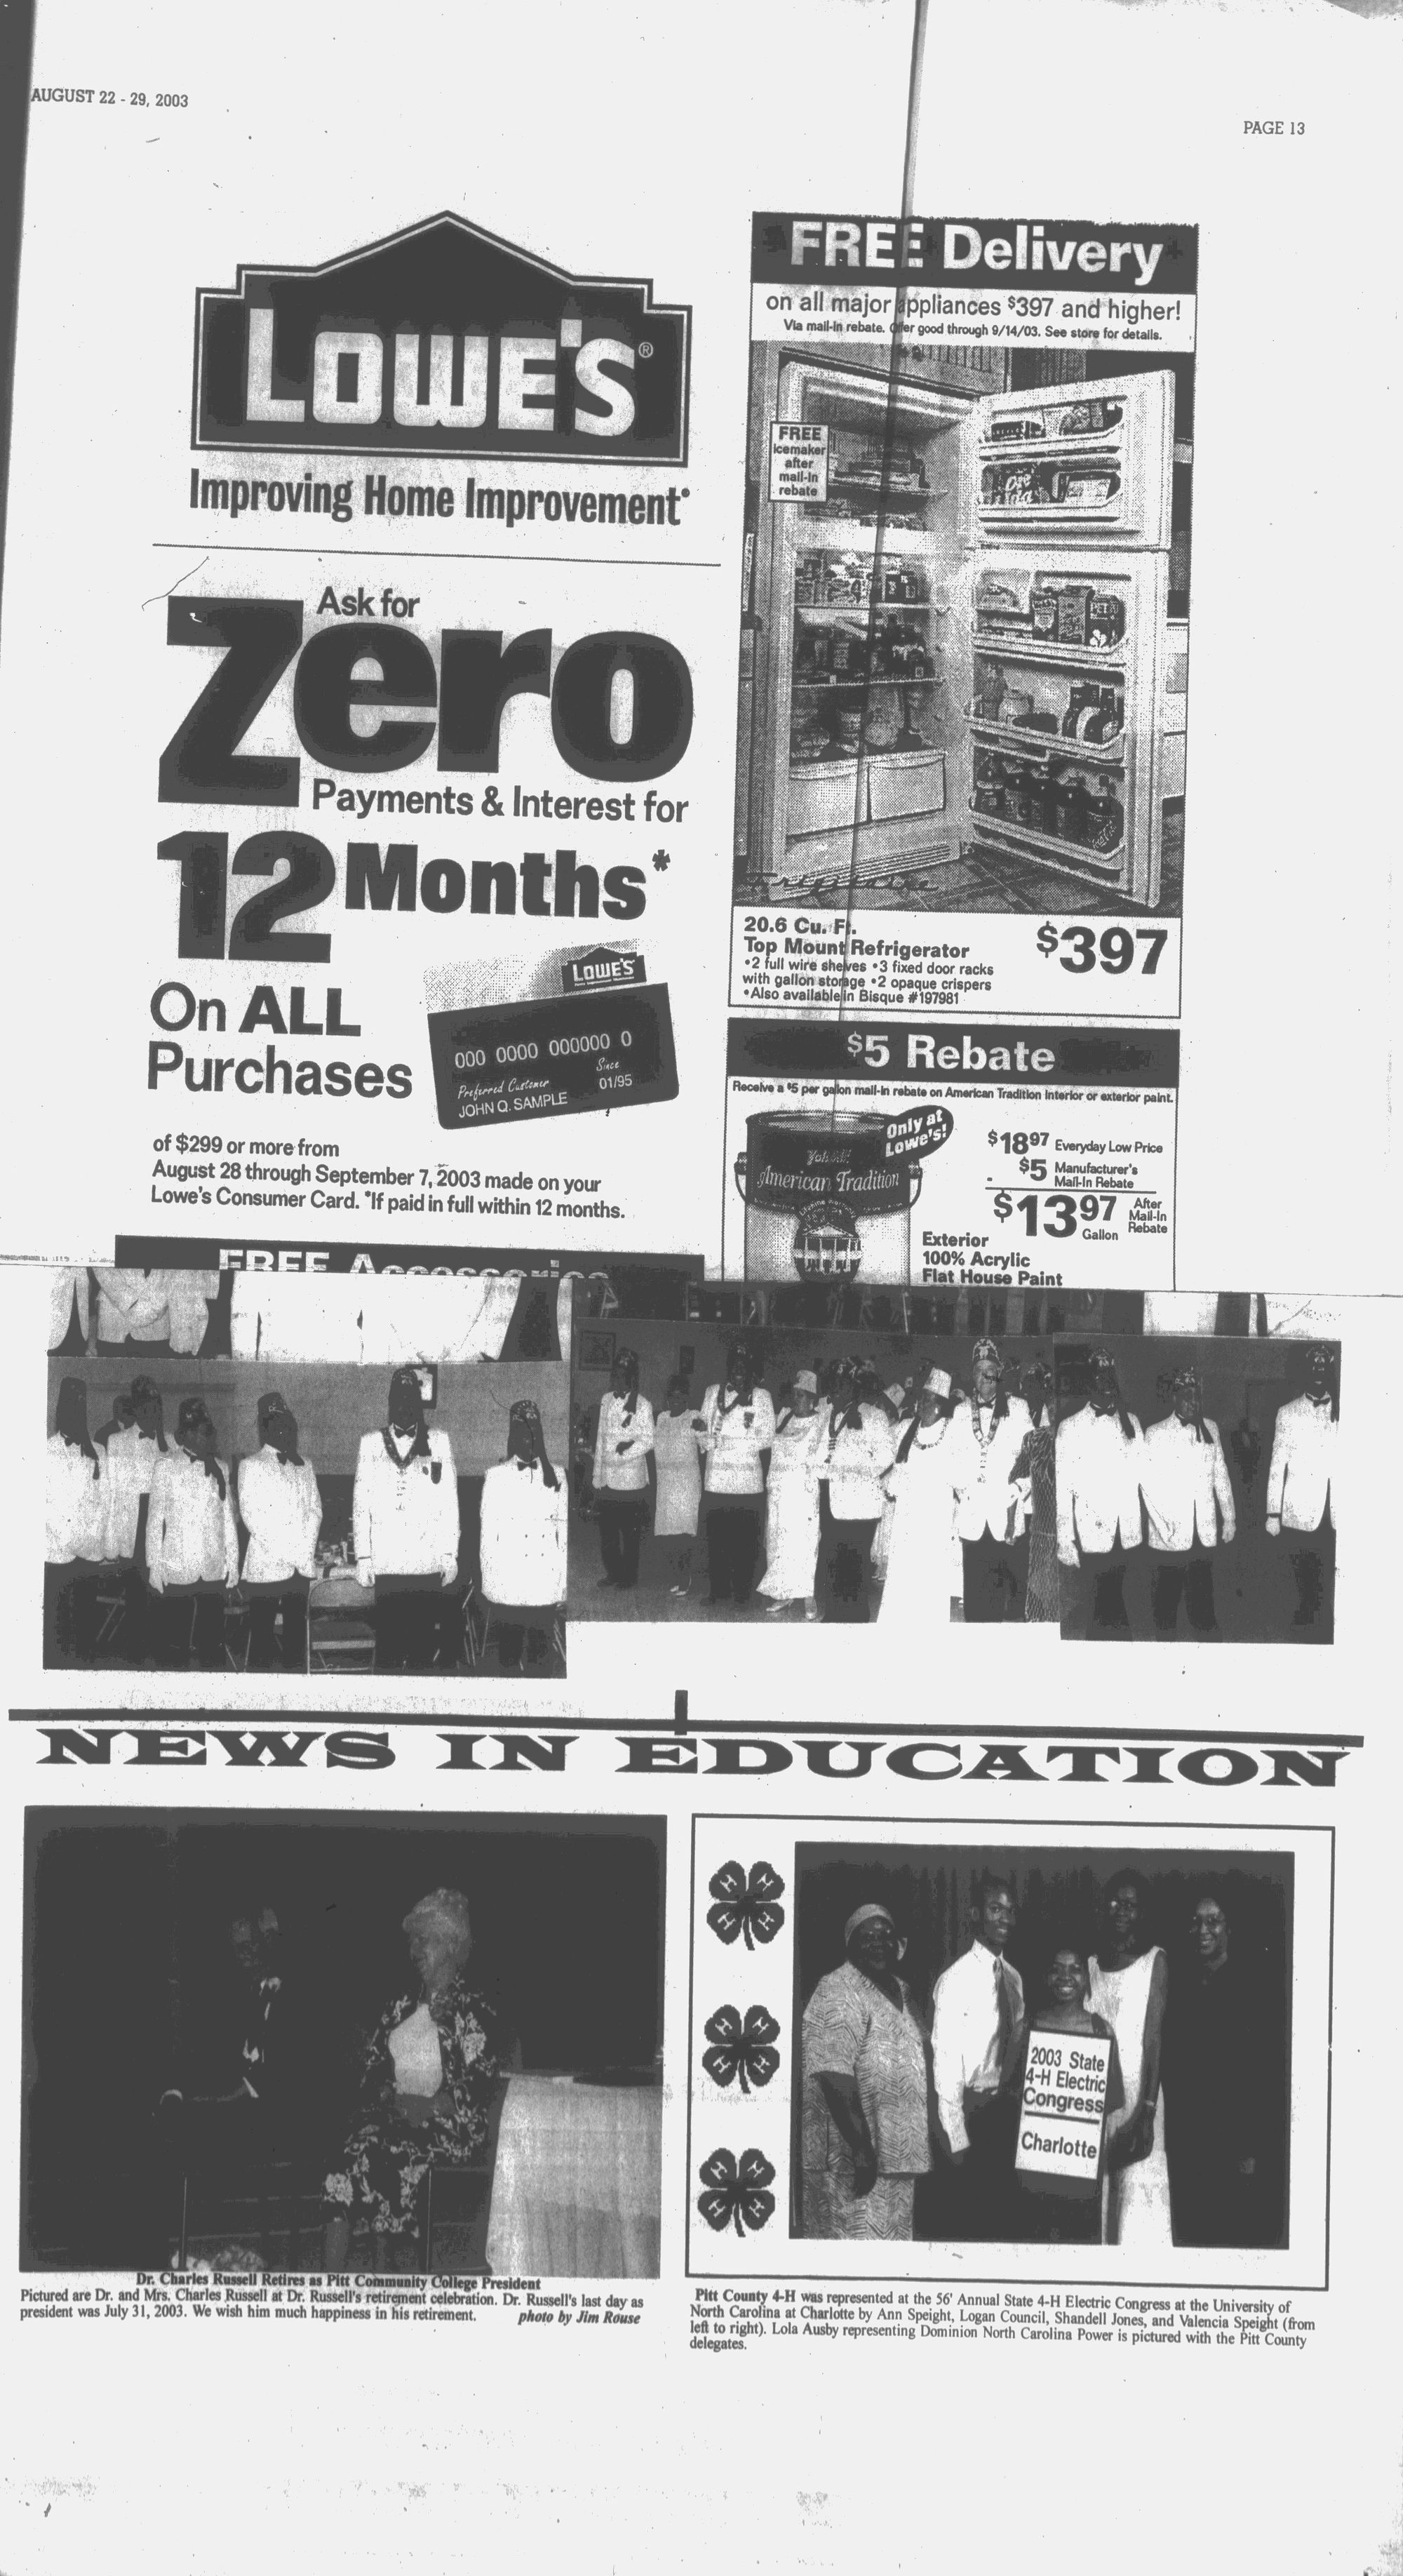 AUGUST 22 - 29, 2003
PAGE 13
LOWE'S®
Improving Home Improvement
Ask for
Zero
Payments & Interest for
12 Months*
On ALL
Purchases
LOWE'S
000 0000 000000 0
Since
Preferred Customer 01/95
JOHN Q. SAMPLE
of $299 or more from
August 28 through September 7, 2003 made on your
Lowe's Consumer Card. *If paid in full within 12 months.
FREE Accessories
FREE Delivery
on all major appliances $397 and higher!
Via mail-in rebate. Offer good through 9/14/03. See store for details.
FREE
icemaker
after
mail-in
rebate
Frigidaire
20.6 Cu. Ft.
Top Mount Refrigerator
•2 full wire shelves •3 fixed door racks
with gallon storage •2 opaque crispers
•Also available in Bisque #197981
$397
$5 Rebate
Receive a $5 per gallon mail-in rebate on American Tradition interior or exterior paint.
Only at
Lowe's!
American Tradition
$18.97 Everyday Low Price
- $5 Manufacturer's
Mail-In Rebate
$13.97 Gallon
After
Mail-In
Rebate
Exterior
100% Acrylic
Flat House Paint
NEWS IN EDUCATION
2003 State
4-H Electric
Congress
Charlotte
Dr. Charles Russell Retires as Pitt Community College President
Pictured are Dr. and Mrs. Charles Russell at Dr. Russell's retirement celebration. Dr. Russell's last day as
president was July 31, 2003. We wish him much happiness in his retirement. photo by Jim Rouse
Pitt County 4-H was represented at the 56' Annual State 4-H Electric Congress at the University of
North Carolina at Charlotte by Ann Speight, Logan Council, Shandell Jones, and Valencia Speight (from
left to right). Lola Ausby representing Dominion North Carolina Power is pictured with the Pitt County
delegates.